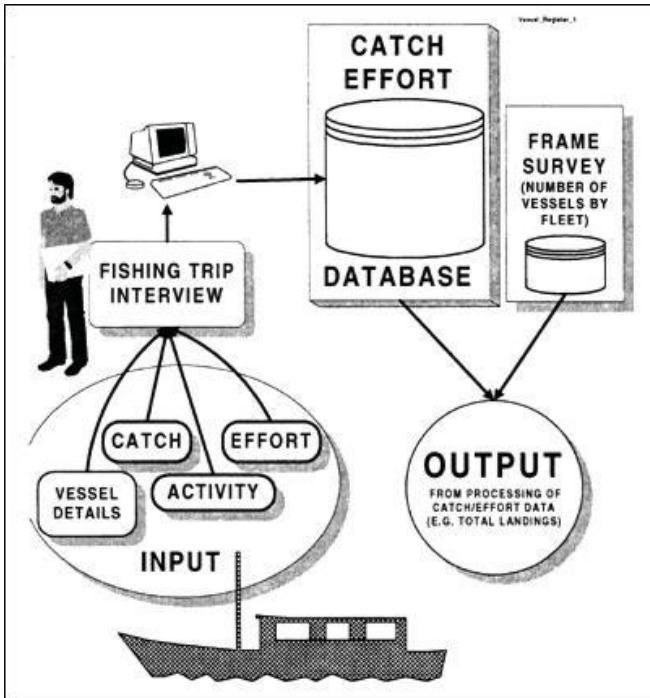 Vessel_Register_1
CATCH
EFFORT
DATABASE
FRAME
SURVEY
(NUMBER OF
VESSELS BY
FLEET)
FISHING TRIP
INTERVIEW
CATCH
EFFORT
VESSEL
DETAILS
ACTIVITY
INPUT
OUTPUT
FROM PROCESSING OF
CATCH/EFFORT DATA
(E.G. TOTAL LANDINGS)